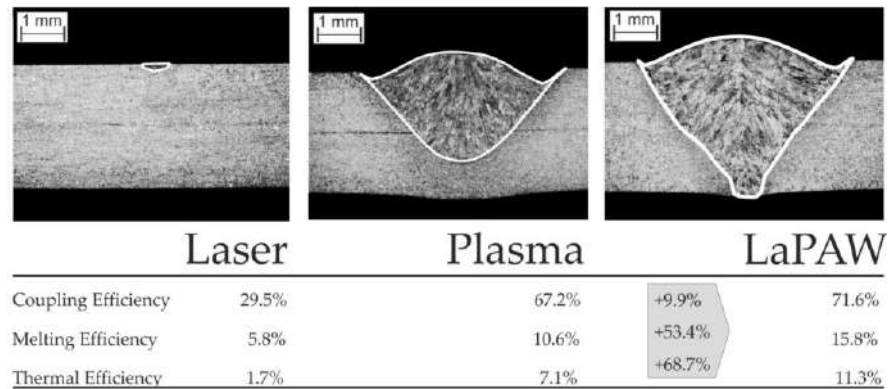 1 mm
1 mm
1 mm
Laser
Plasma
LaPAW
Coupling Efficiency 29.5% 67.2% +9.9% 71.6%
Melting Efficiency 5.8% 10.6% +53.4% 15.8%
Thermal Efficiency 1.7% 7.1% +68.7% 11.3%